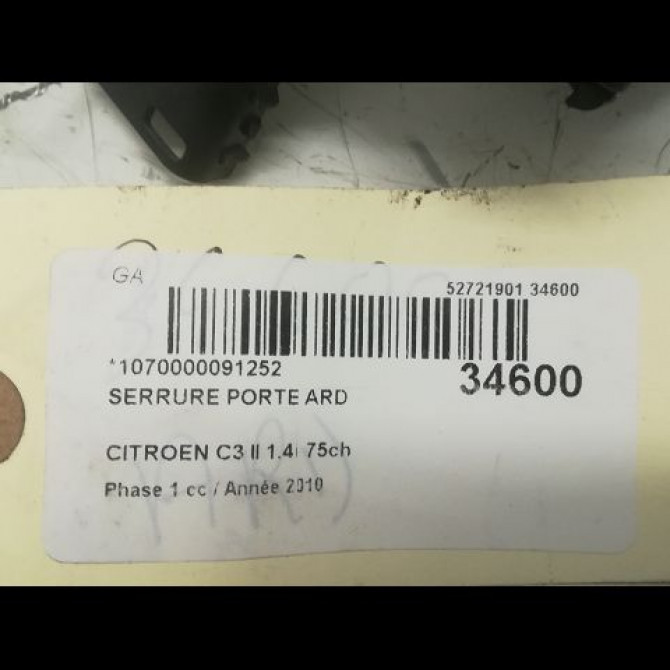 GA
52721901 34600
*1070000091252
34600
SERRURE PORTE ARD
CITROEN C3 II 1.4i 75ch
Phase 1 cc / Année 2010